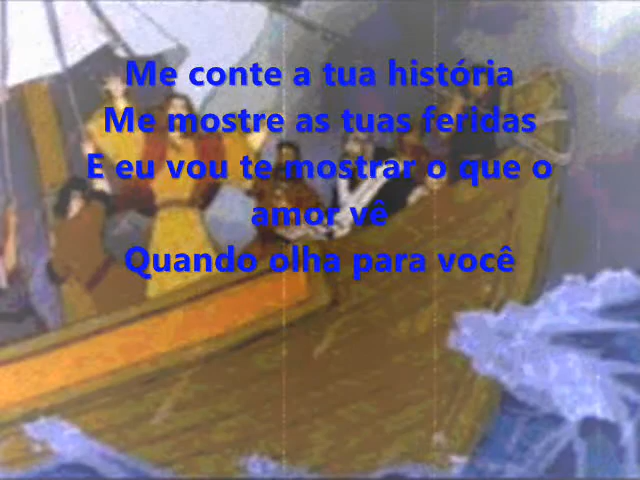 Me conte a tua história
Me mostre as tuas feridas
E eu vou te mostrar o que o
amor vê
Quando olha para você